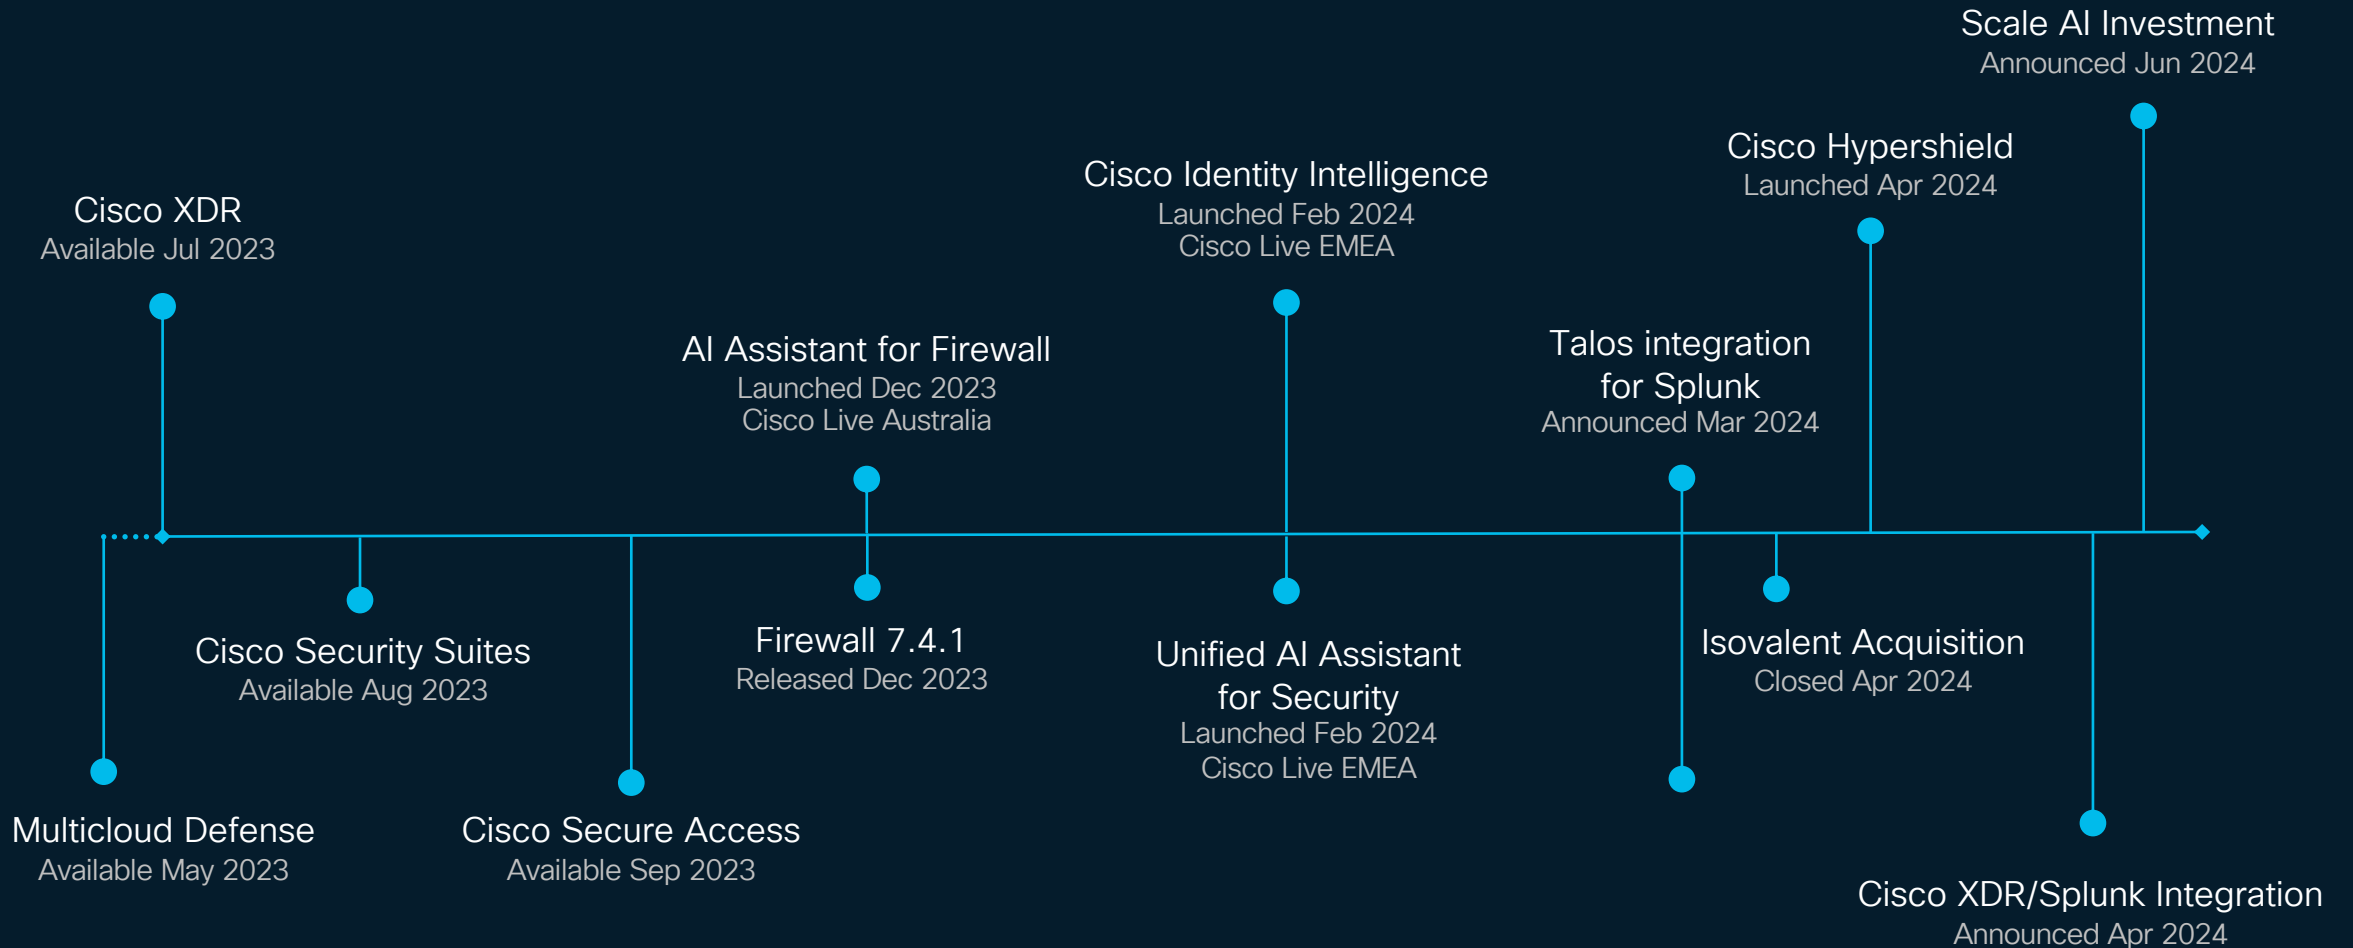 Scale AI Investment
Announced Jun 2024
Cisco Hypershield
Launched Apr 2024
Cisco Identity Intelligence
Launched Feb 2024
Cisco Live EMEA
Cisco XDR
Available Jul 2023
AI Assistant for Firewall
Launched Dec 2023
Cisco Live Australia
Talos integration
for Splunk
Announced Mar 2024
Cisco Security Suites
Available Aug 2023
Firewall 7.4.1
Released Dec 2023
Unified AI Assistant
for Security
Launched Feb 2024
Cisco Live EMEA
Isovalent Acquisition
Closed Apr 2024
Multicloud Defense
Available May 2023
Cisco Secure Access
Available Sep 2023
Cisco XDR/Splunk Integration
Announced Apr 2024